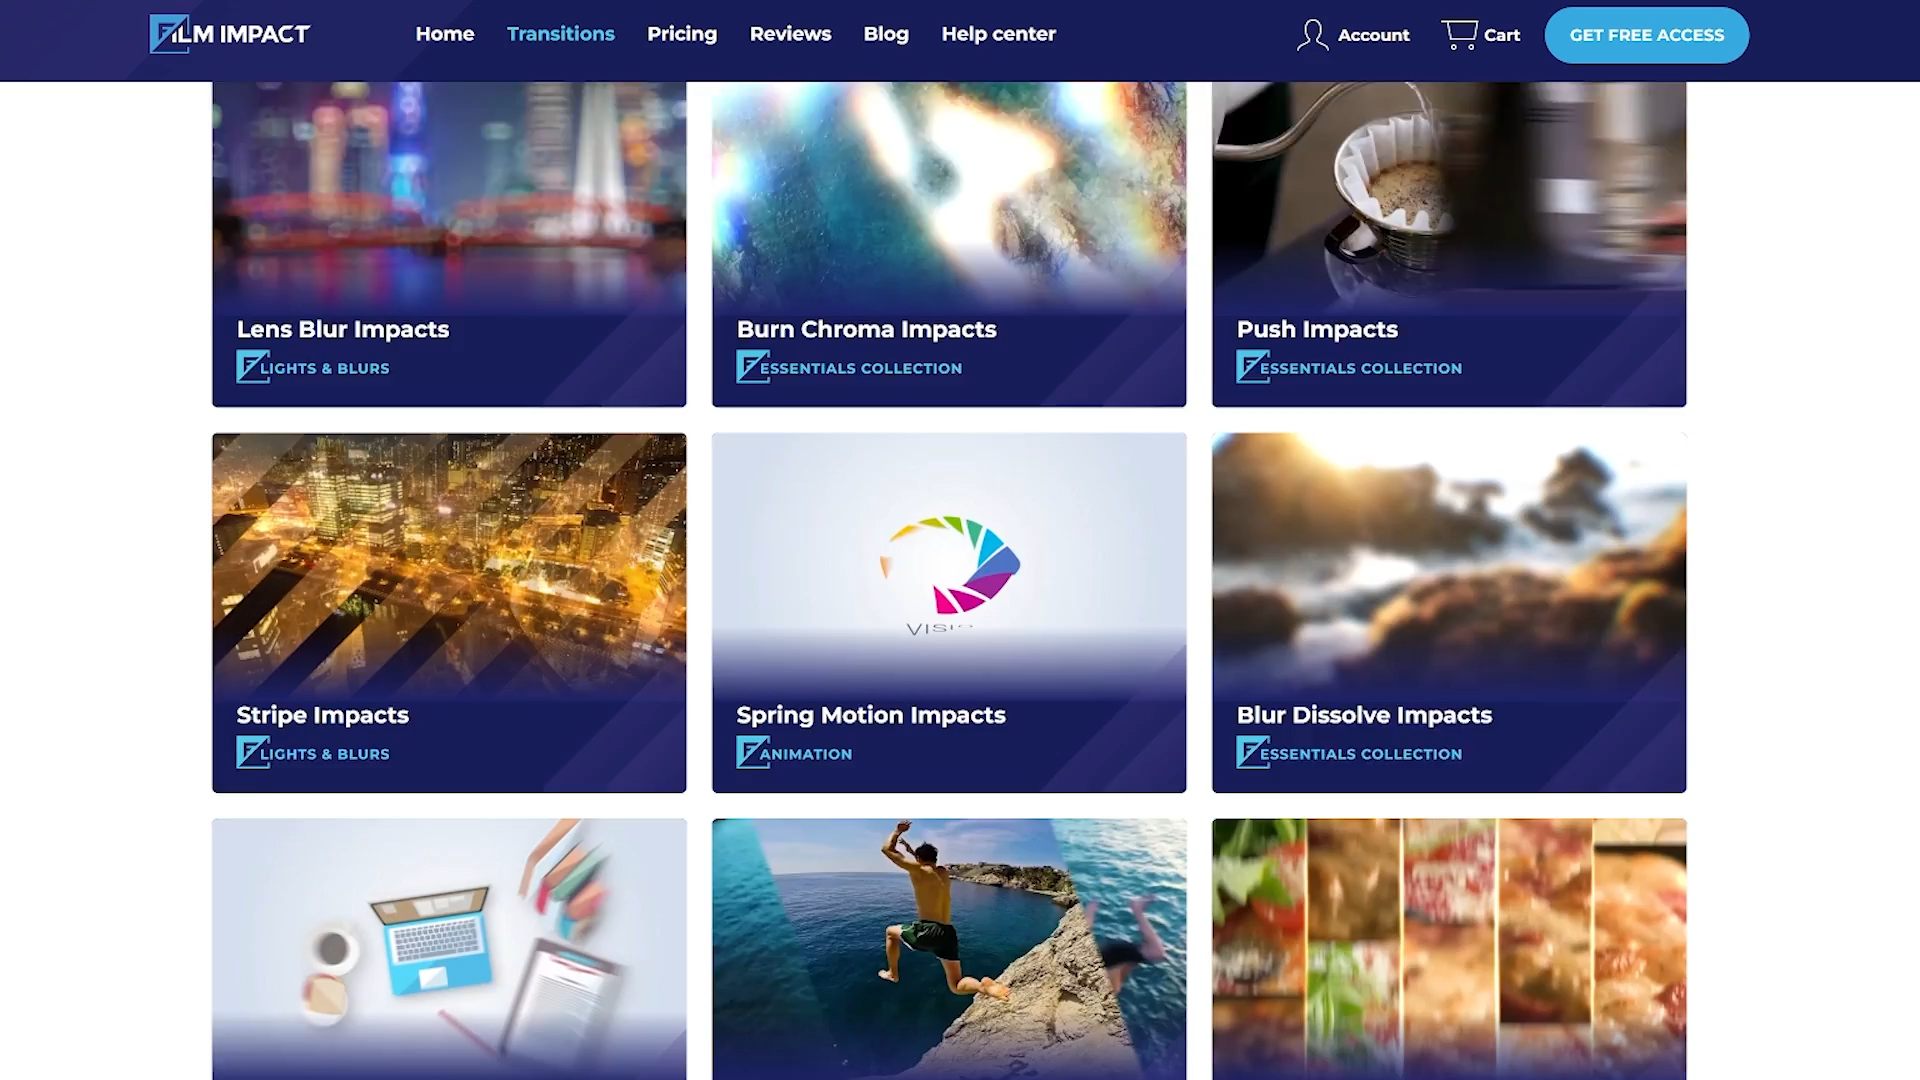 FILM IMPACT
Home Transitions Pricing Reviews Blog Help center
Account Cart GET FREE ACCESS
Lens Blur Impacts
LIGHTS & BLURS
Burn Chroma Impacts
ESSENTIALS COLLECTION
Push Impacts
ESSENTIALS COLLECTION
VISIO
Stripe Impacts
LIGHTS & BLURS
Spring Motion Impacts
ANIMATION
Blur Dissolve Impacts
ESSENTIALS COLLECTION